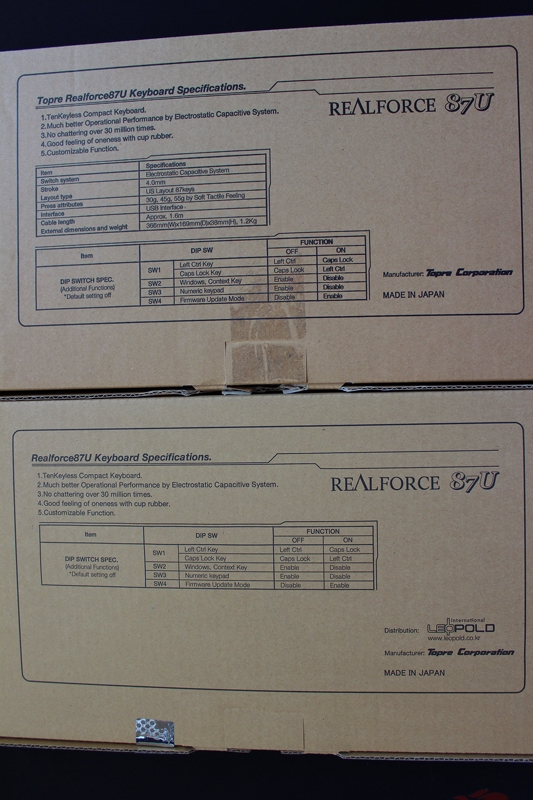 Topre Realforce87U Keyboard Specifications.
REALFORCE 87U
1.TenKeyless Compact Keyboard.
2.Much better Operational Performance by Electrostatic Capacitive System.
3.No chattering over 30 million times.
4.Good feeling of oneness with cup rubber.
5.Customizable Function.
Item Specifications
Switch system Electrostatic Capacitive System
Stroke 4.0mm
Layout type US Layout 87keys
Press attributes 30g, 45g, 55g by Soft Tactile Feeling
Interface USB Interface
Cable length Approx. 1.6m
External dimensions and weight 366mm(W)x169mm(D)x38mm(H), 1.2Kg
Item DIP SW FUNCTION
OFF ON
DIP SWITCH SPEC.
(Additional Functions)
*Default setting off
SW1 Left Ctrl Key Left Ctrl Caps Lock
Caps Lock Key Caps Lock Left Ctrl
SW2 Windows, Context Key Enable Disable
SW3 Numeric keypad Enable Disable
SW4 Firmware Update Mode Disable Enable
Manufacturer: Topre Corporation
MADE IN JAPAN
Realforce87U Keyboard Specifications.
REALFORCE 87U
1.TenKeyless Compact Keyboard.
2.Much better Operational Performance by Electrostatic Capacitive System.
3.No chattering over 30 million times.
4.Good feeling of oneness with cup rubber.
5.Customizable Function.
Item DIP SW FUNCTION
OFF ON
DIP SWITCH SPEC.
(Additional Functions)
*Default setting off
SW1 Left Ctrl Key Left Ctrl Caps Lock
Caps Lock Key Caps Lock Left Ctrl
SW2 Windows, Context Key Enable Disable
SW3 Numeric keypad Enable Disable
SW4 Firmware Update Mode Disable Enable
Distribution: LEOPOLD International
www.leopold.co.kr
Manufacturer: Topre Corporation
MADE IN JAPAN